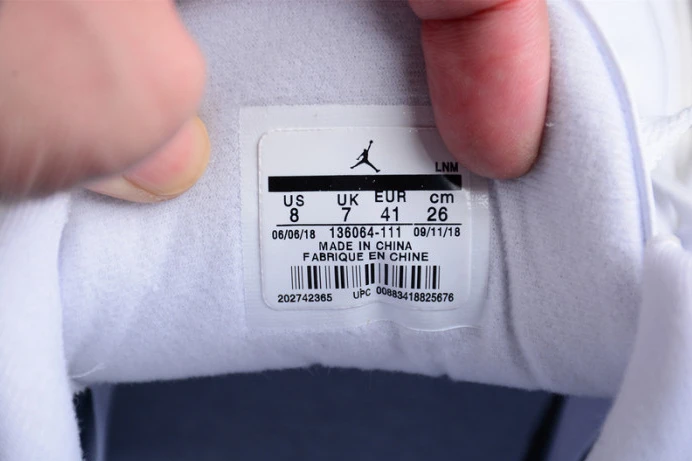 LNM
US UK EUR cm
8 7 41 26
06/06/18 136064-111 09/11/18
MADE IN CHINA
FABRIQUE EN CHINE
202742365 UPC 00883418825676